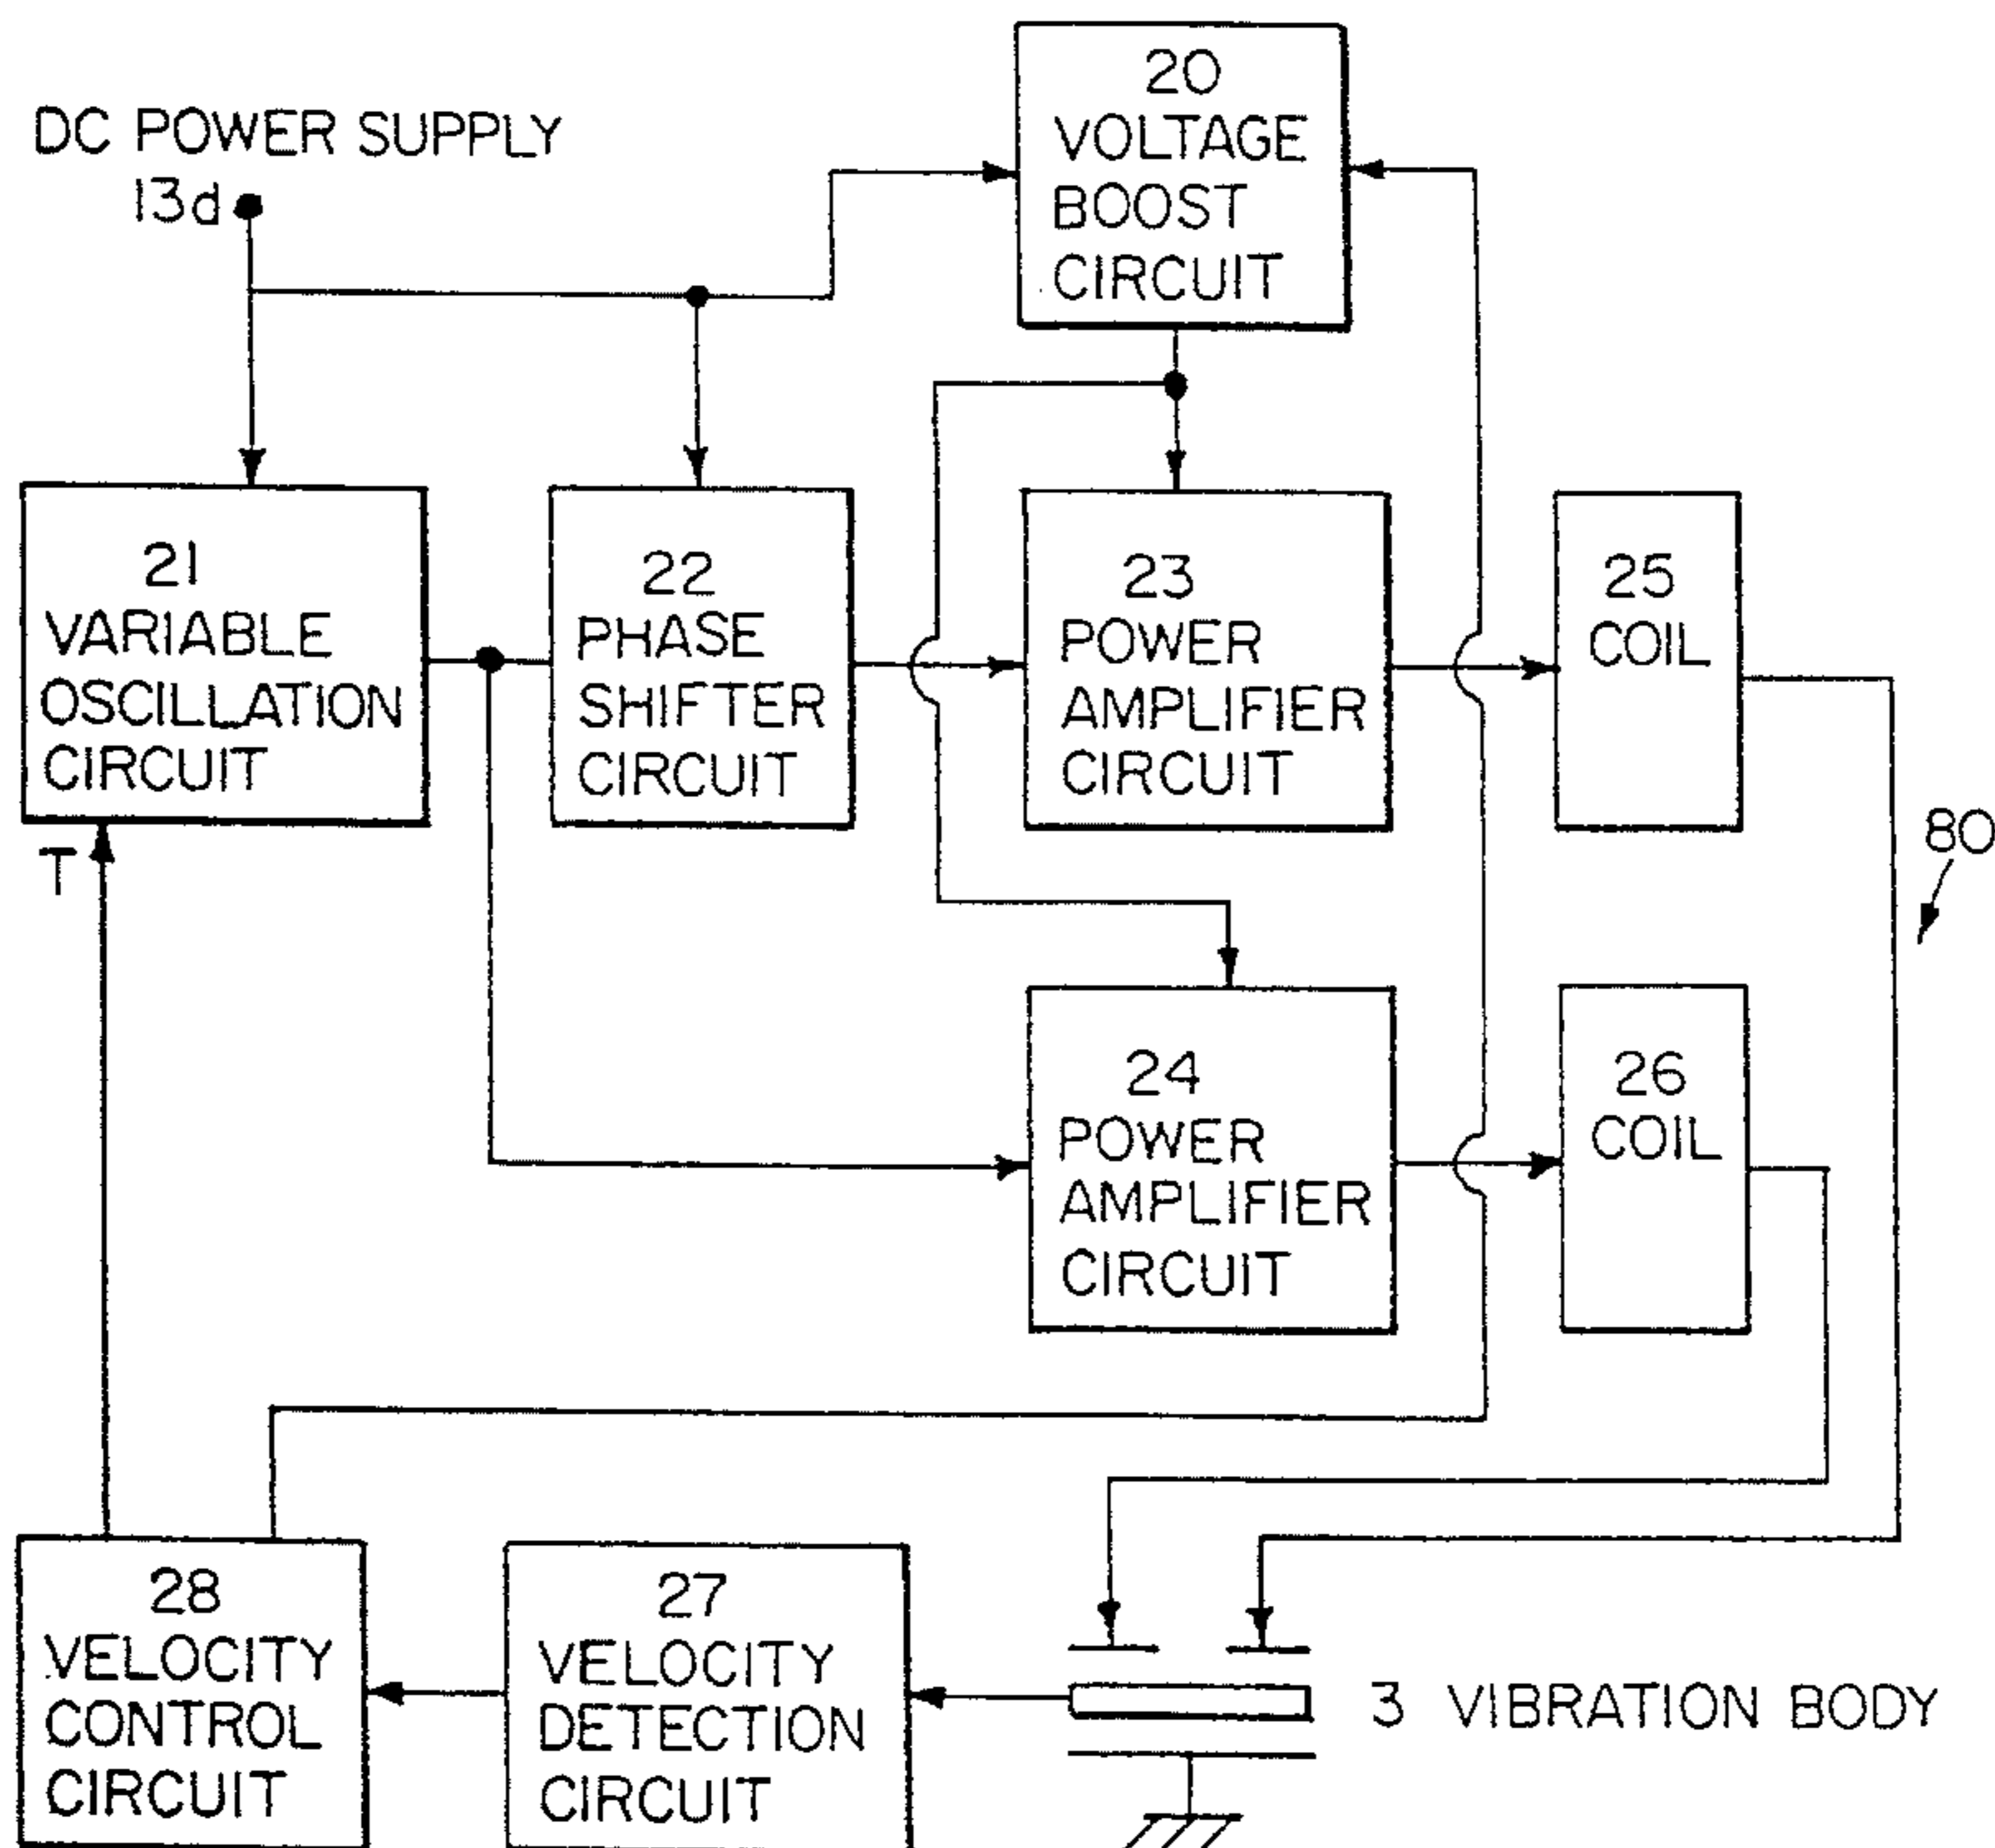 DC POWER SUPPLY
13d
20
VOLTAGE
BOOST
CIRCUIT
21
VARIABLE
OSCILLATION
CIRCUIT
22
PHASE
SHIFTER
CIRCUIT
23
POWER
AMPLIFIER
CIRCUIT
25
COIL
T
80
24
POWER
AMPLIFIER
CIRCUIT
26
COIL
28
VELOCITY
CONTROL
CIRCUIT
27
VELOCITY
DETECTION
CIRCUIT
3 VIBRATION BODY